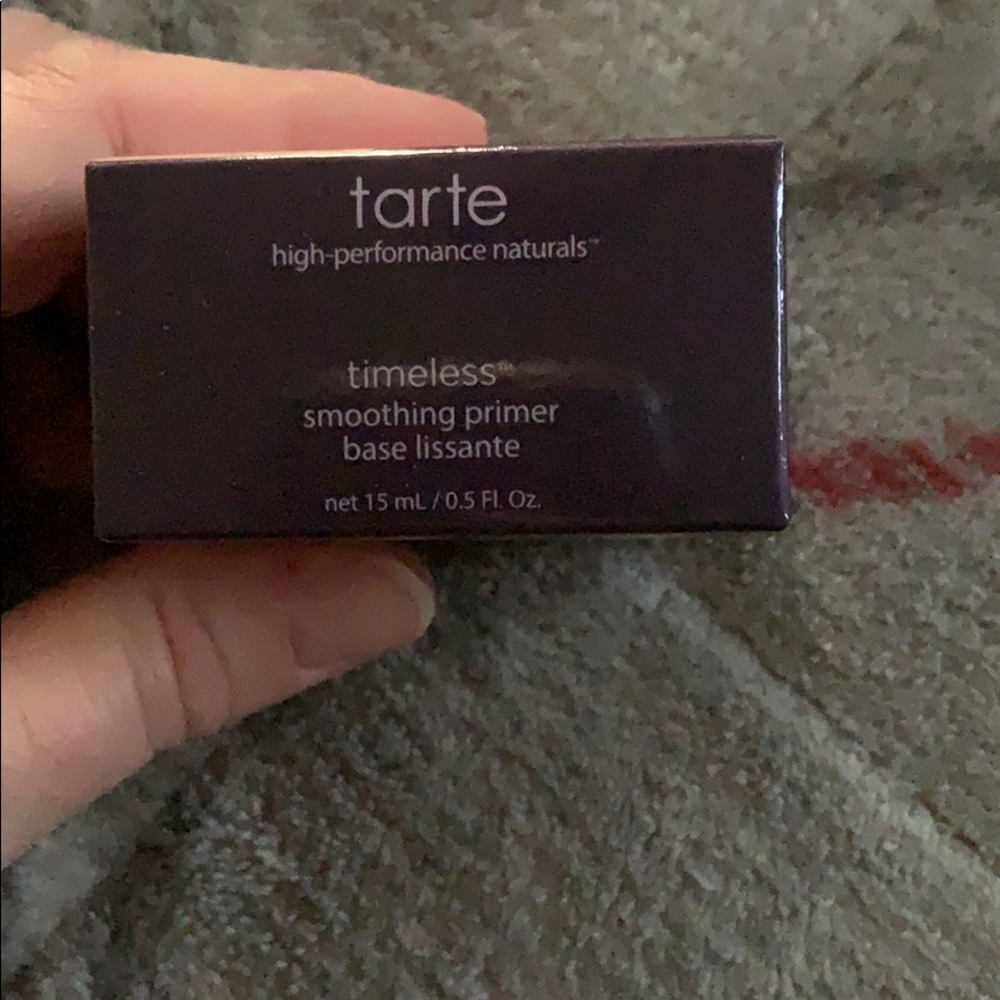 tarte
high-performance naturals™
timeless™
smoothing primer
base lissante
net 15 mL / 0.5 Fl. Oz.